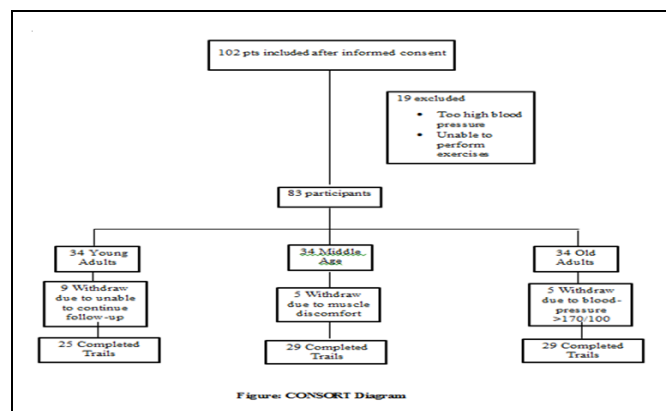 102 pts included after informed consent
19 excluded
• Too high blood
pressure
• Unable to
perform
exercises
83 participants
34 Young
Adults
34 Middle
Age
34 Old Adults
9 Withdraw
due to unable
to continue
follow-up
5 Withdraw
due to muscle
discomfort
5 Withdraw
due to blood-
pressure
>170/100
25 Completed
Trails
29 Completed
Trails
29 Completed
Trails
Figure: CONSORT Diagram